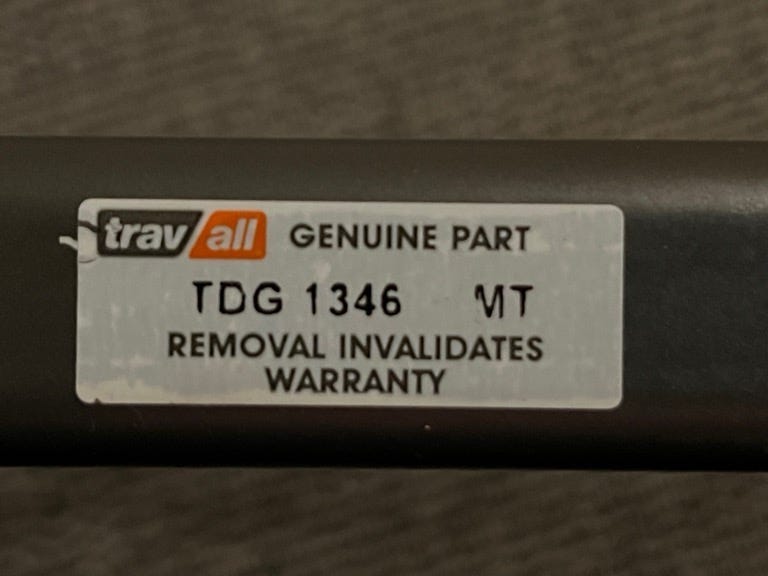 travall GENUINE PART
TDG 1346 MT
REMOVAL INVALIDATES
WARRANTY